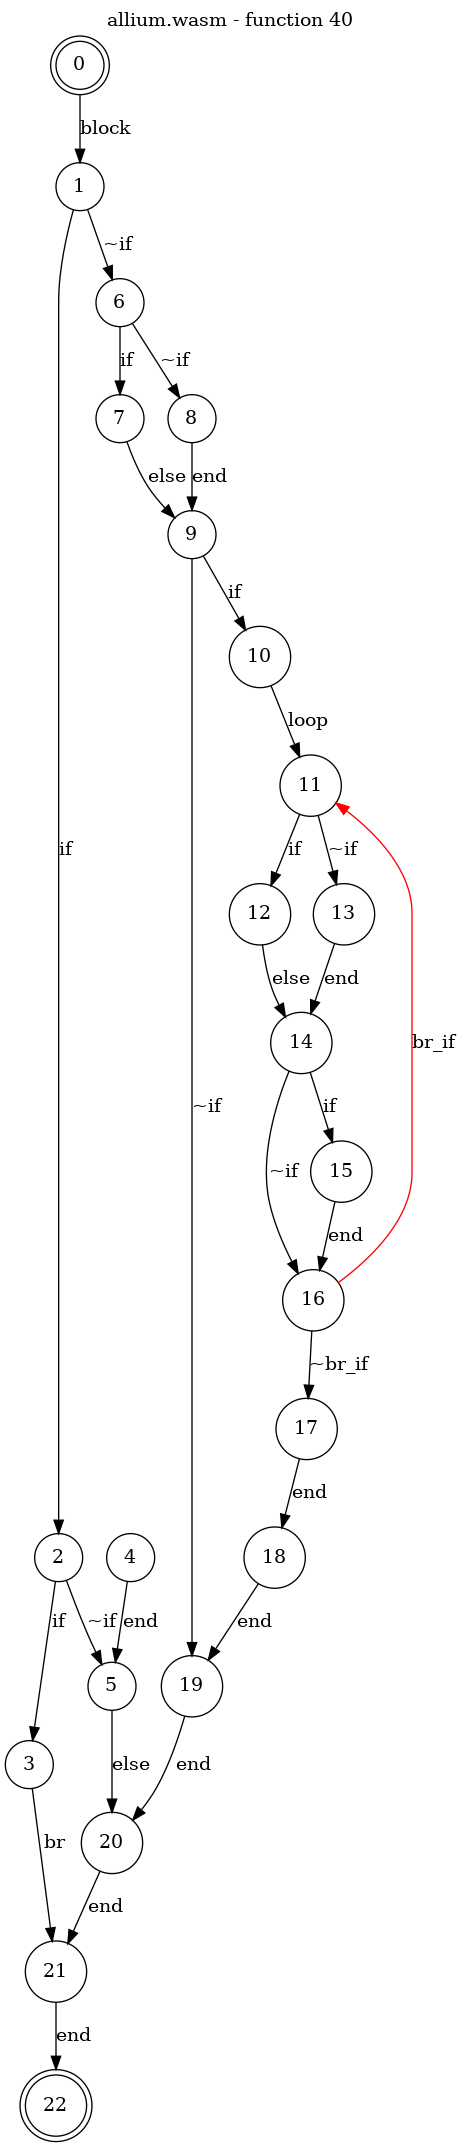 allium.wasm - function 40
0
block
1
~if
6
if
~if
7
8
else
end
9
if
10
loop
11
if
if
~if
12
13
else
end
14
br_if
~if
if
~if
15
end
16
~br_if
17
end
2
4
18
if
~if
end
end
5
19
3
else
end
br
20
end
21
end
22